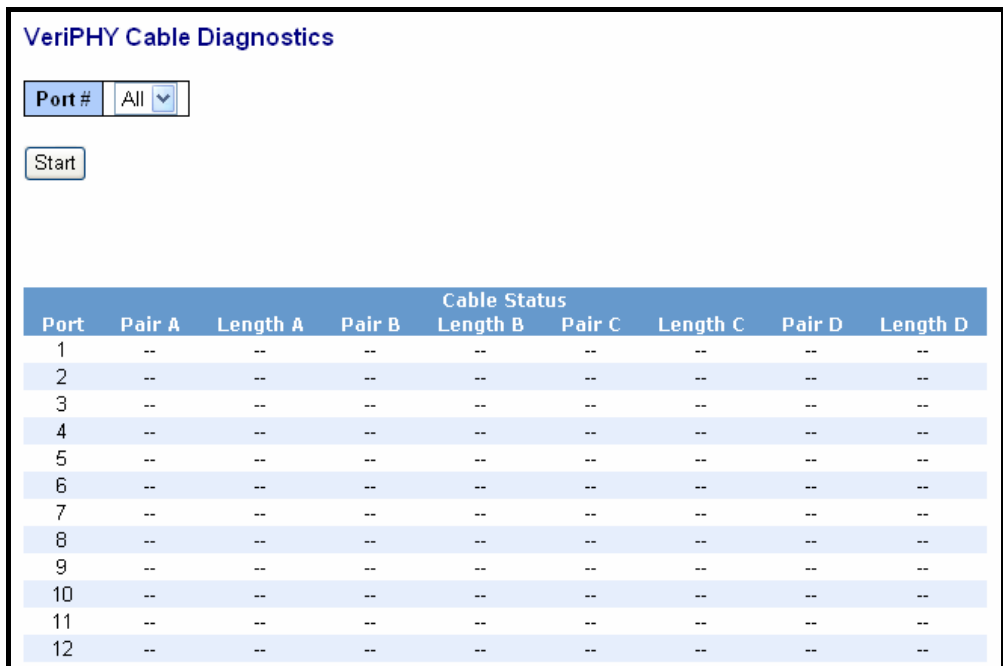 VeriPHY Cable Diagnostics
Port # All
Start
Cable Status
Port Pair A Length A Pair B Length B Pair C Length C Pair D Length D
1 -- -- -- -- -- -- -- --
2 -- -- -- -- -- -- -- --
3 -- -- -- -- -- -- -- --
4 -- -- -- -- -- -- -- --
5 -- -- -- -- -- -- -- --
6 -- -- -- -- -- -- -- --
7 -- -- -- -- -- -- -- --
8 -- -- -- -- -- -- -- --
9 -- -- -- -- -- -- -- --
10 -- -- -- -- -- -- -- --
11 -- -- -- -- -- -- -- --
12 -- -- -- -- -- -- -- --